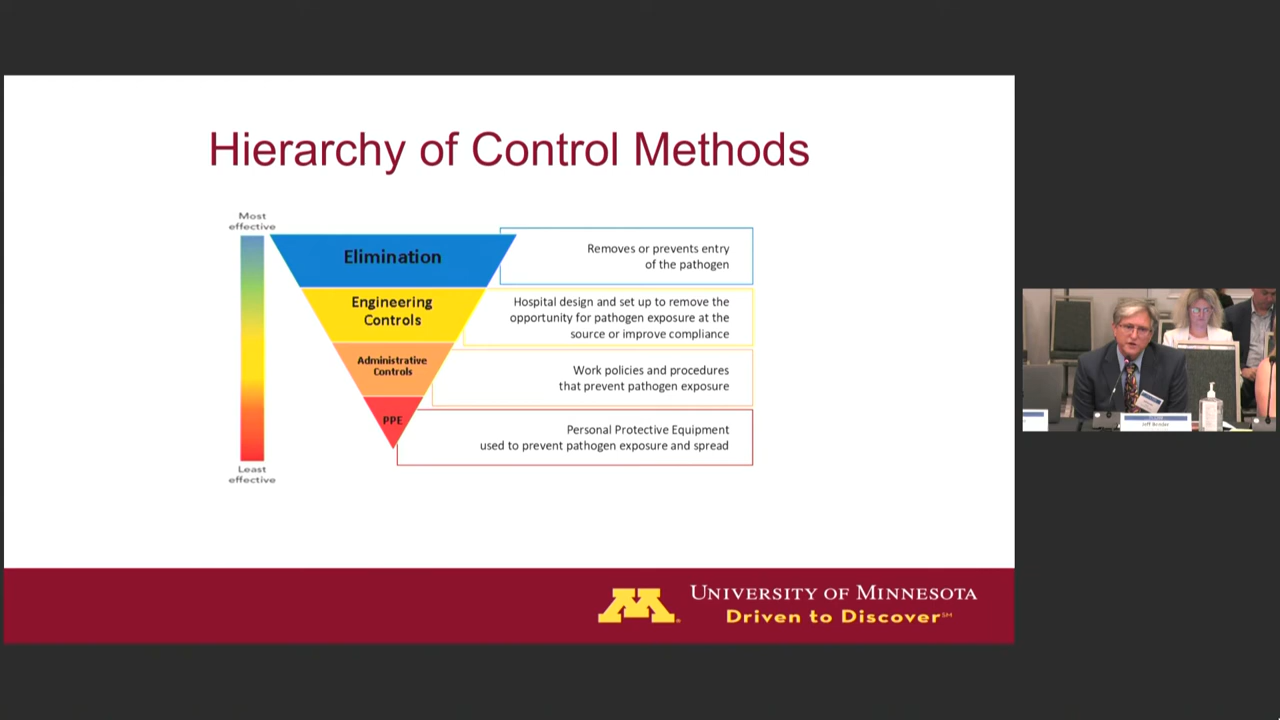 Hierarchy of Control Methods
Most
effective
Elimination
Removes or prevents entry
of the pathogen
Engineering
Controls
Hospital design and set up to remove the
opportunity for pathogen exposure at the
source or improve compliance
Administrative
Controls
Work policies and procedures
that prevent pathogen exposure
PPE
Personal Protective Equipment
used to prevent pathogen exposure and spread
Least
effective
UNIVERSITY OF MINNESOTA
Driven to Discover℠
Jeff Bender